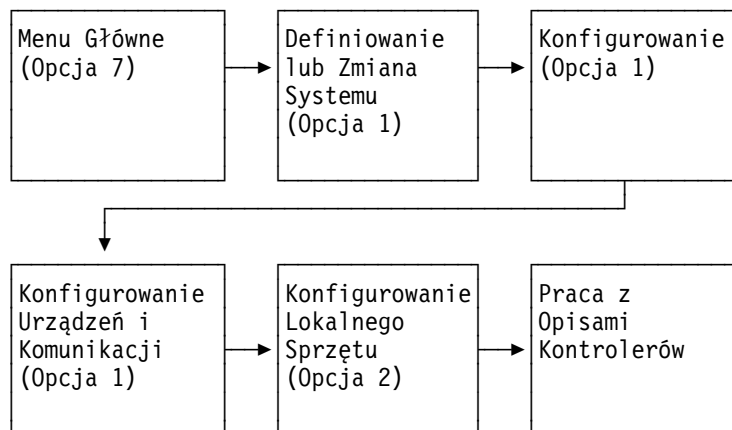 Menu Główne
(Opcja 7)
Definiowanie
lub Zmiana
Systemu
(Opcja 1)
Konfigurowanie
(Opcja 1)
Konfigurowanie
Urządzeń i
Komunikacji
(Opcja 1)
Konfigurowanie
Lokalnego
Sprzętu
(Opcja 2)
Praca z
Opisami
Kontrolerów